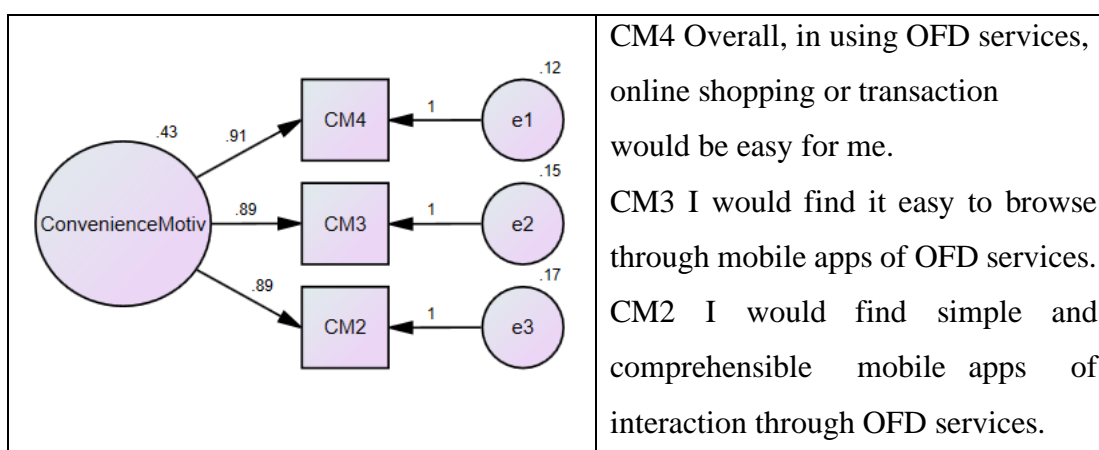 .12
.43
.91
CM4
1
e1
.15
ConvenienceMotiv
.89
CM3
1
e2
.17
.89
CM2
1
e3
CM4 Overall, in using OFD services,
online shopping or transaction
would be easy for me.
CM3 I would find it easy to browse
through mobile apps of OFD services.
CM2 I would find simple and
comprehensible mobile apps of
interaction through OFD services.